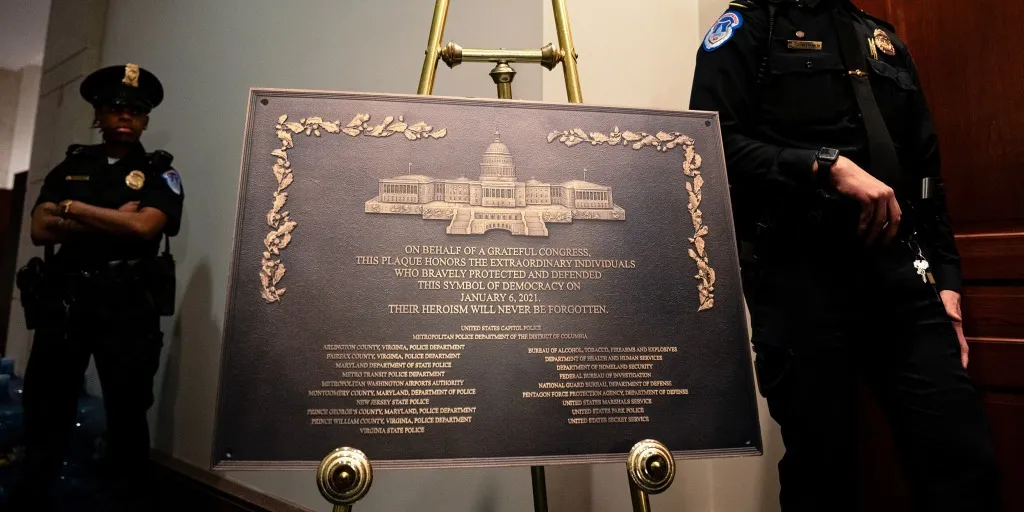 ON BEHALF OF A GRATEFUL CONGRESS,
THIS PLAQUE HONORS THE EXTRAORDINARY INDIVIDUALS
WHO BRAVELY PROTECTED AND DEFENDED
THIS SYMBOL OF DEMOCRACY ON
JANUARY 6, 2021.
THEIR HEROISM WILL NEVER BE FORGOTTEN.
UNITED STATES CAPITOL POLICE
METROPOLITAN POLICE DEPARTMENT OF THE DISTRICT OF COLUMBIA
ARLINGTON COUNTY, VIRGINIA, POLICE DEPARTMENT
FAIRFAX COUNTY, VIRGINIA, POLICE DEPARTMENT
MARYLAND DEPARTMENT OF STATE POLICE
METRO TRANSIT POLICE DEPARTMENT
METROPOLITAN WASHINGTON AIRPORTS AUTHORITY
MONTGOMERY COUNTY, MARYLAND, DEPARTMENT OF POLICE
NEW JERSEY STATE POLICE
PRINCE GEORGE'S COUNTY, MARYLAND, POLICE DEPARTMENT
PRINCE WILLIAM COUNTY, VIRGINIA, POLICE DEPARTMENT
VIRGINIA STATE POLICE
BUREAU OF ALCOHOL, TOBACCO, FIREARMS AND EXPLOSIVES
DEPARTMENT OF HEALTH AND HUMAN SERVICES
DEPARTMENT OF HOMELAND SECURITY
FEDERAL BUREAU OF INVESTIGATION
NATIONAL GUARD BUREAU, DEPARTMENT OF DEFENSE
PENTAGON FORCE PROTECTION AGENCY, DEPARTMENT OF DEFENSE
UNITED STATES MARSHALS SERVICE
UNITED STATES PARK POLICE
UNITED STATES SECRET SERVICE